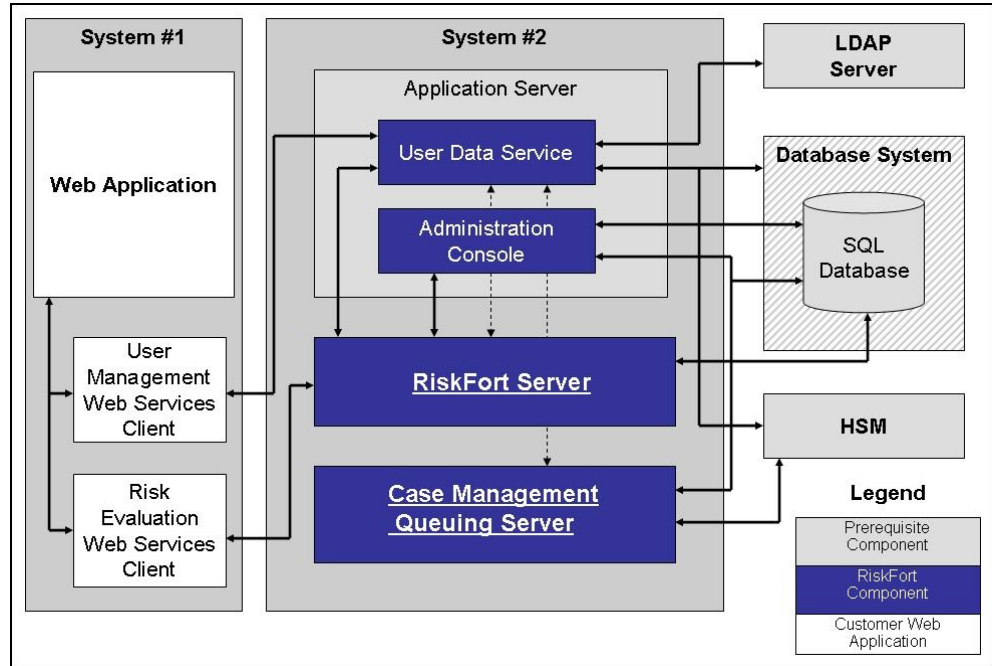 System #1
Web Application
User
Management
Web Services
Client
Risk
Evaluation
Web Services
Client
System #2
Application Server
User Data Service
Administration
Console
RiskFort Server
Case Management
Queuing Server
LDAP
Server
Database System
SQL
Database
HSM
Legend
Prerequisite
Component
RiskFort
Component
Customer Web
Application